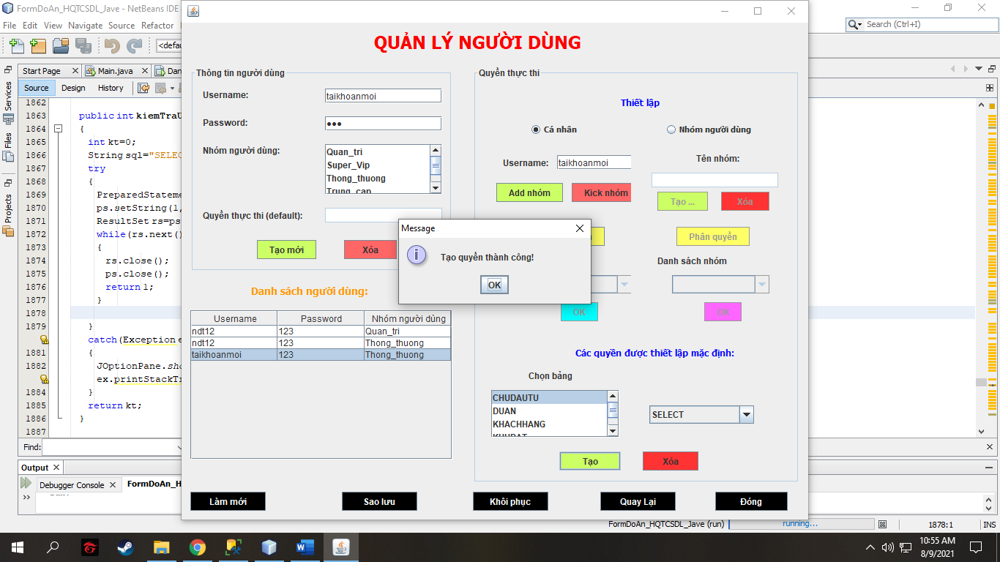 FormDoAn_HQTCSDL_Jave - NetBeans IDE
File Edit View Navigate Source Refactor
Search (Ctrl+I)
<defau
Start Page
Main.java
Dan
Source Design History
Services
Files
Projects
1862
1863 public int kiemTraU
1864 {
1865 int kt=0;
1866 String sql="SELEC
1867 try
1868 {
1869 PreparedStateme
1870 ps.setString(1,
1871 ResultSet rs=ps
1872 while(rs.next()
1873 {
1874 rs.close();
1875 ps.close();
1876 return 1;
1877 }
1878
1879 }
catch(Exception e
1881 {
1882 JOptionPane.sho
ex.printStackTr
1884 }
1885 return kt;
1886 }
1887
Find:
Output
Debugger Console
FormDoAn_H
FormDoAn_HQTCSDL_Jave (run)
running...
1878:1
INS
QUẢN LÝ NGƯỜI DÙNG
Thông tin người dùng
Username: taikhoanmoi
Password: ●●●
Nhóm người dùng:
Quan_tri
Super_Vip
Thong_thuong
Trung_cap
Quyền thực thi (default):
Tạo mới
Xóa
Danh sách người dùng:
Username Password Nhóm người dùng
ndt12 123 Quan_tri
ndt12 123 Thong_thuong
taikhoanmoi 123 Thong_thuong
Quyền thực thi
Thiết lập
Cá nhân
Nhóm người dùng
Username: taikhoanmoi
Tên nhóm:
Add nhóm
Kick nhóm
Tạo ...
Xóa
Phân quyền
Danh sách nhóm
OK
OK
Các quyền được thiết lập mặc định:
Chọn bảng
CHUDAUTU
DUAN
KHACHHANG
KHUDAT
SELECT
Tạo
Xóa
Message
Tạo quyền thành công!
OK
Làm mới
Sao lưu
Khôi phục
Quay Lại
Đóng
10:55 AM
8/9/2021